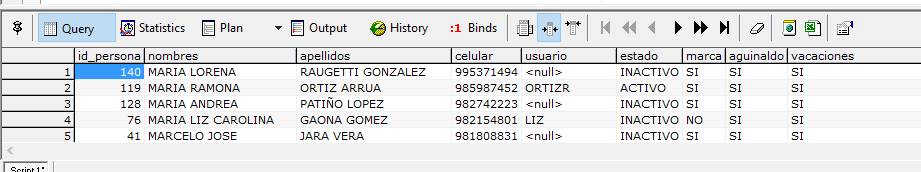 Query Statistics Plan Output History :1 Binds
id_persona nombres apellidos celular usuario estado marca aguinaldo vacaciones
1 140 MARIA LORENA RAUGETTI GONZALEZ 995371494 <null> INACTIVO SI SI SI
2 119 MARIA RAMONA ORTIZ ARRUA 985987452 ORTIZR ACTIVO SI SI SI
3 128 MARIA ANDREA PATIÑO LOPEZ 982742223 <null> INACTIVO SI SI SI
4 76 MARIA LIZ CAROLINA GAONA GOMEZ 982154801 LIZ INACTIVO NO SI SI
5 41 MARCELO JOSE JARA VERA 981808831 <null> INACTIVO SI SI SI
Script1*